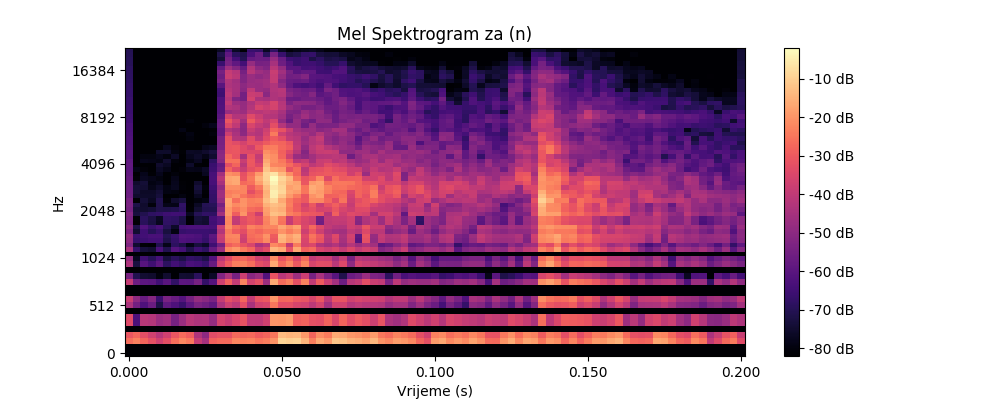 Mel Spektrogram za (n)
Hz
16384
8192
4096
2048
1024
512
0
0.000 0.050 0.100 0.150 0.200
Vrijeme (s)
-10 dB
-20 dB
-30 dB
-40 dB
-50 dB
-60 dB
-70 dB
-80 dB